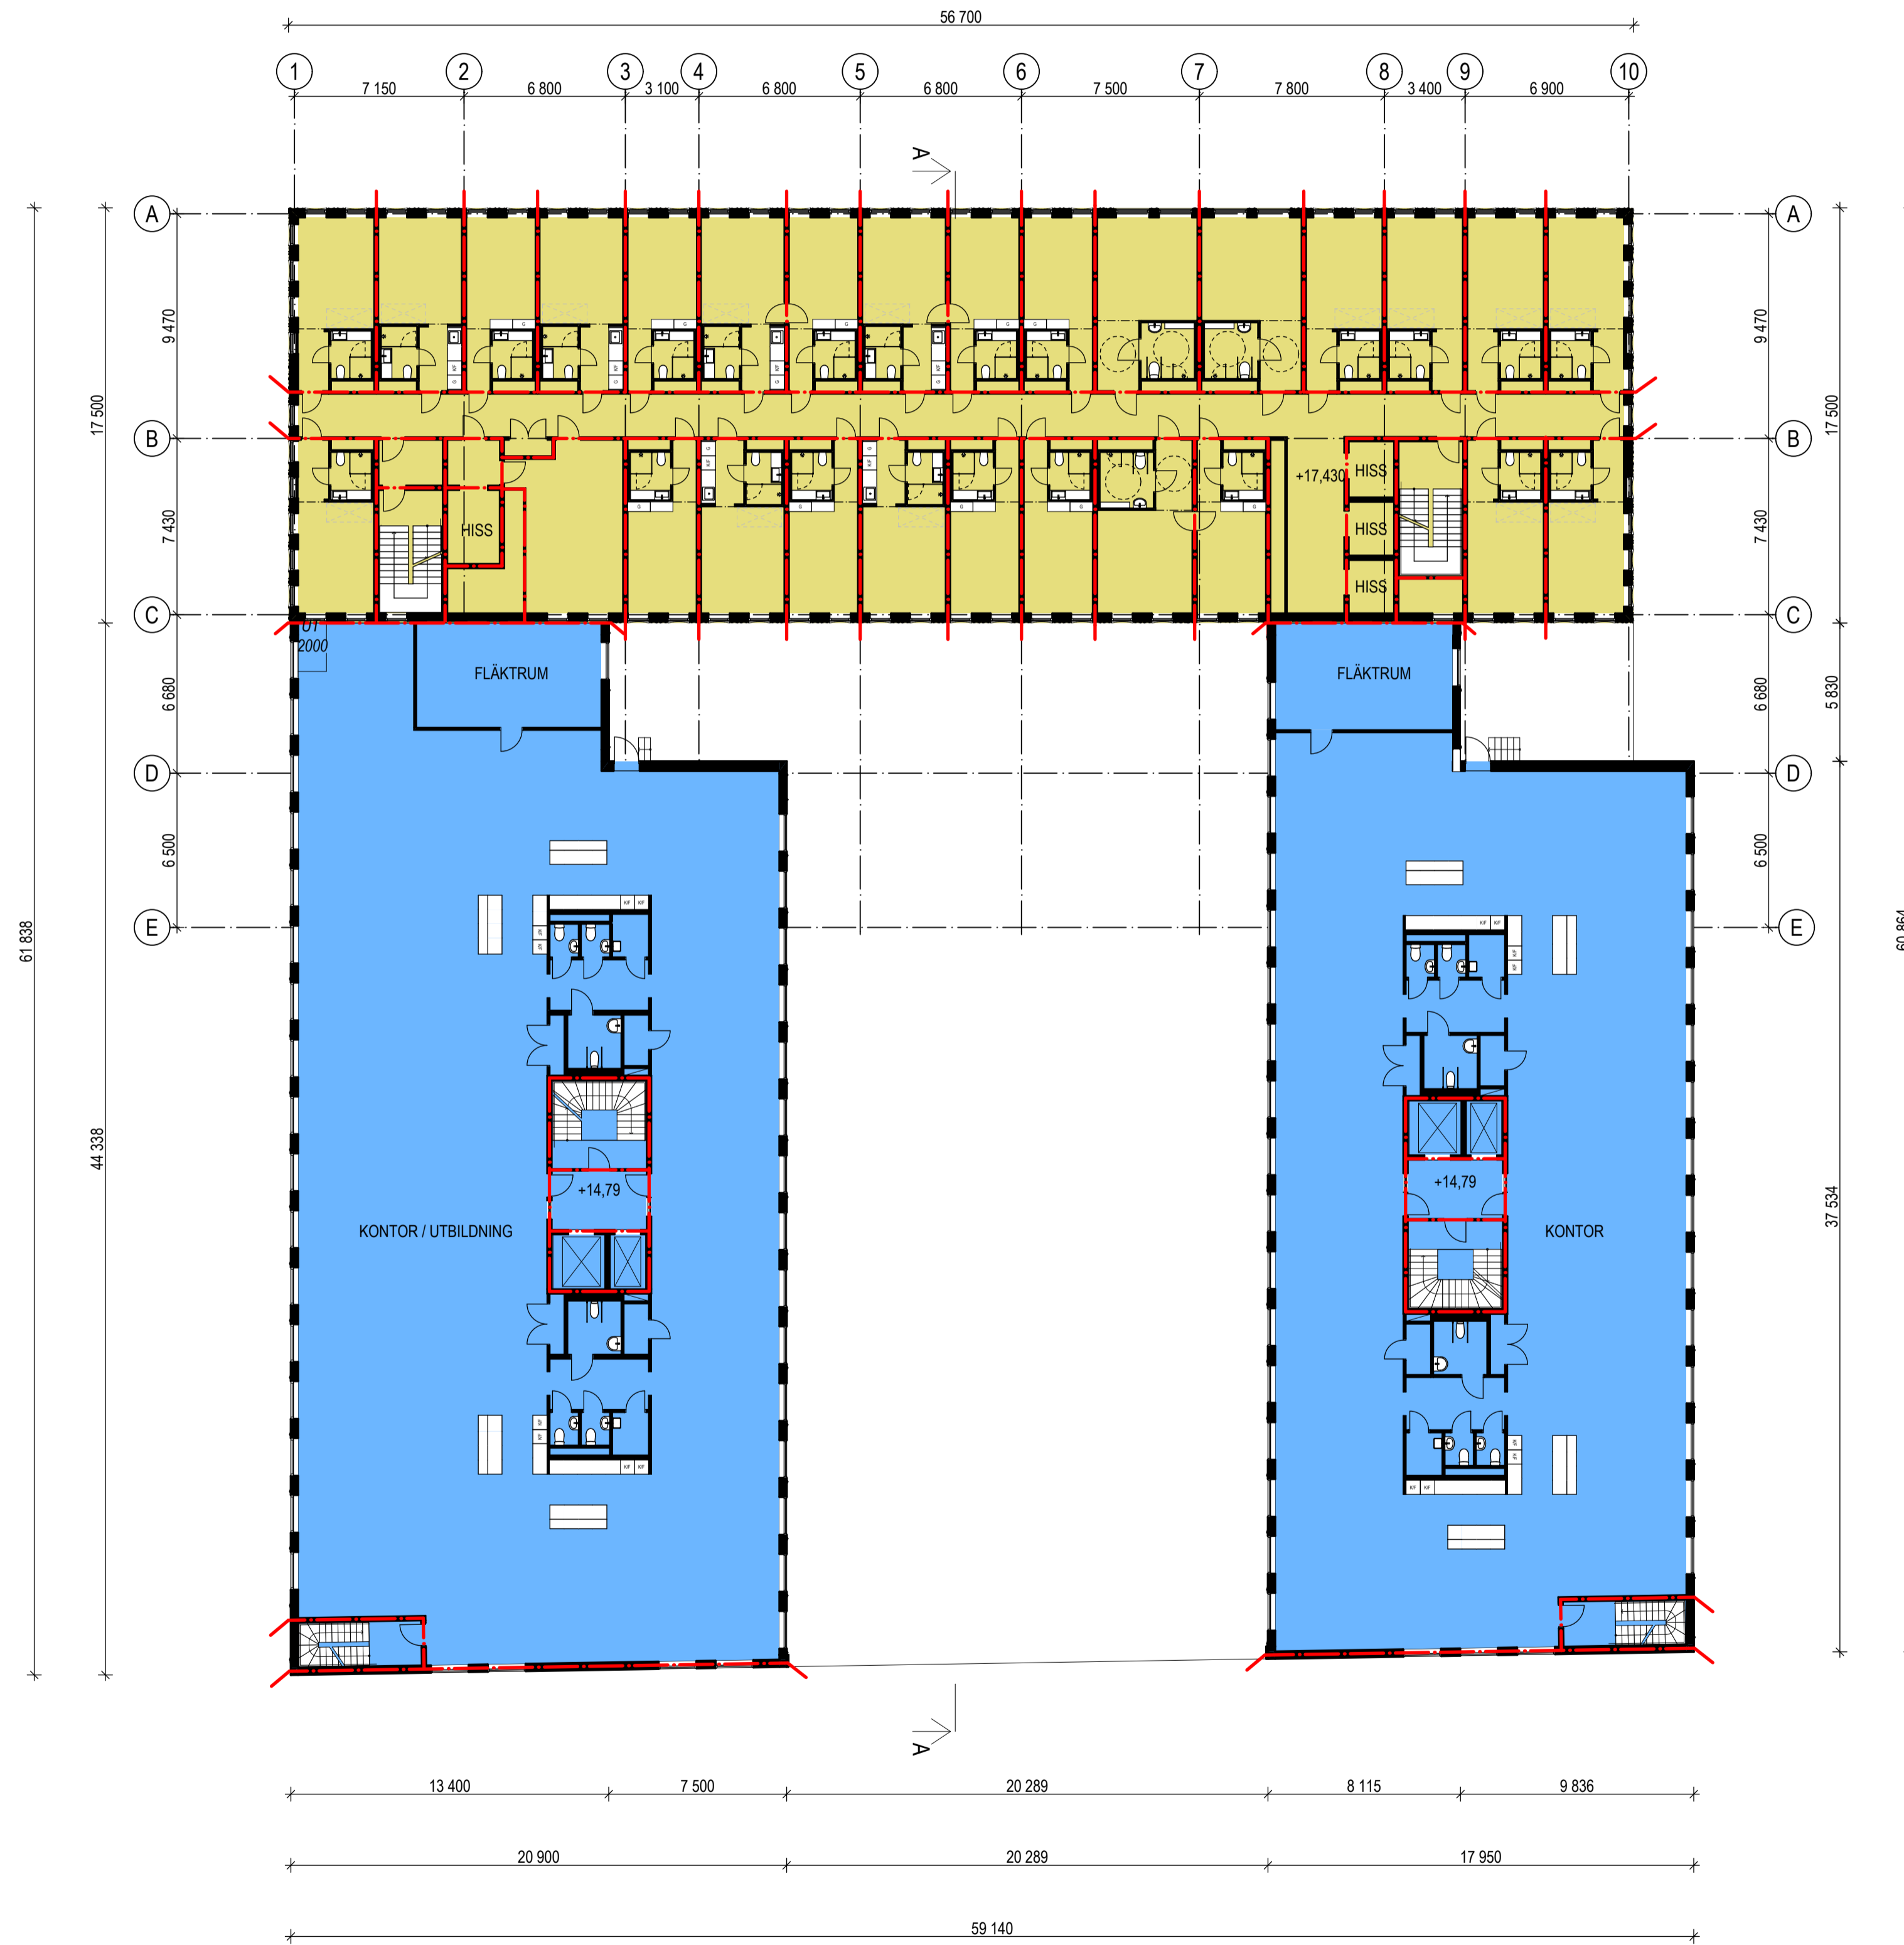 56 700
1 2 3 4 5 6 7 8 9 10
7 150 6 800 3 100 6 800 6 800 7 500 7 800 3 400 6 900
A
A A
9 470 9 470
17 500 17 500
B B
+17,430 HISS
HISS HISS
HISS
7 430 7 430
C C
UT
2000
FLÄKTRUM FLÄKTRUM
6 680 6 680
5 830
D D
6 500 6 500
E E
61 838
60 864
44 338
37 534
+14,79 +14,79
KONTOR / UTBILDNING KONTOR
A
13 400 7 500 20 289 8 115 9 836
20 900 20 289 17 950
59 140